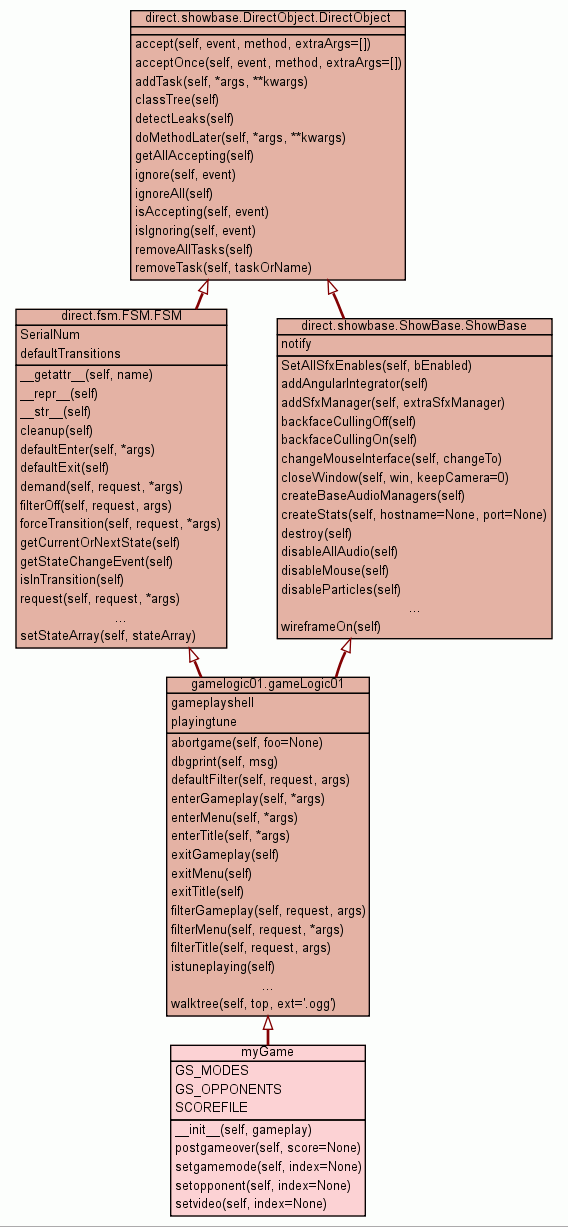 direct.showbase.DirectObject.DirectObject
accept(self, event, method, extraArgs=[])
acceptOnce(self, event, method, extraArgs=[])
addTask(self, *args, **kwargs)
classTree(self)
detectLeaks(self)
doMethodLater(self, *args, **kwargs)
getAllAccepting(self)
ignore(self, event)
ignoreAll(self)
isAccepting(self, event)
isIgnoring(self, event)
removeAllTasks(self)
removeTask(self, taskOrName)
direct.fsm.FSM.FSM
SerialNum
defaultTransitions
__getattr__(self, name)
__repr__(self)
__str__(self)
cleanup(self)
defaultEnter(self, *args)
defaultExit(self)
demand(self, request, *args)
filterOff(self, request, args)
forceTransition(self, request, *args)
getCurrentOrNextState(self)
getStateChangeEvent(self)
isInTransition(self)
request(self, request, *args)
...
setStateArray(self, stateArray)
direct.showbase.ShowBase.ShowBase
notify
SetAllSfxEnables(self, bEnabled)
addAngularIntegrator(self)
addSfxManager(self, extraSfxManager)
backfaceCullingOff(self)
backfaceCullingOn(self)
changeMouseInterface(self, changeTo)
closeWindow(self, win, keepCamera=0)
createBaseAudioManagers(self)
createStats(self, hostname=None, port=None)
destroy(self)
disableAllAudio(self)
disableMouse(self)
disableParticles(self)
...
wireframeOn(self)
gamelogic01.gameLogic01
gameplayshell
playingtune
abortgame(self, foo=None)
dbgprint(self, msg)
defaultFilter(self, request, args)
enterGameplay(self, *args)
enterMenu(self, *args)
enterTitle(self, *args)
exitGameplay(self)
exitMenu(self)
exitTitle(self)
filterGameplay(self, request, args)
filterMenu(self, request, *args)
filterTitle(self, request, args)
istuneplaying(self)
...
walktree(self, top, ext='.ogg')
myGame
GS_MODES
GS_OPPONENTS
SCOREFILE
__init__(self, gameplay)
postgameover(self, score=None)
setgamemode(self, index=None)
setopponent(self, index=None)
setvideo(self, index=None)